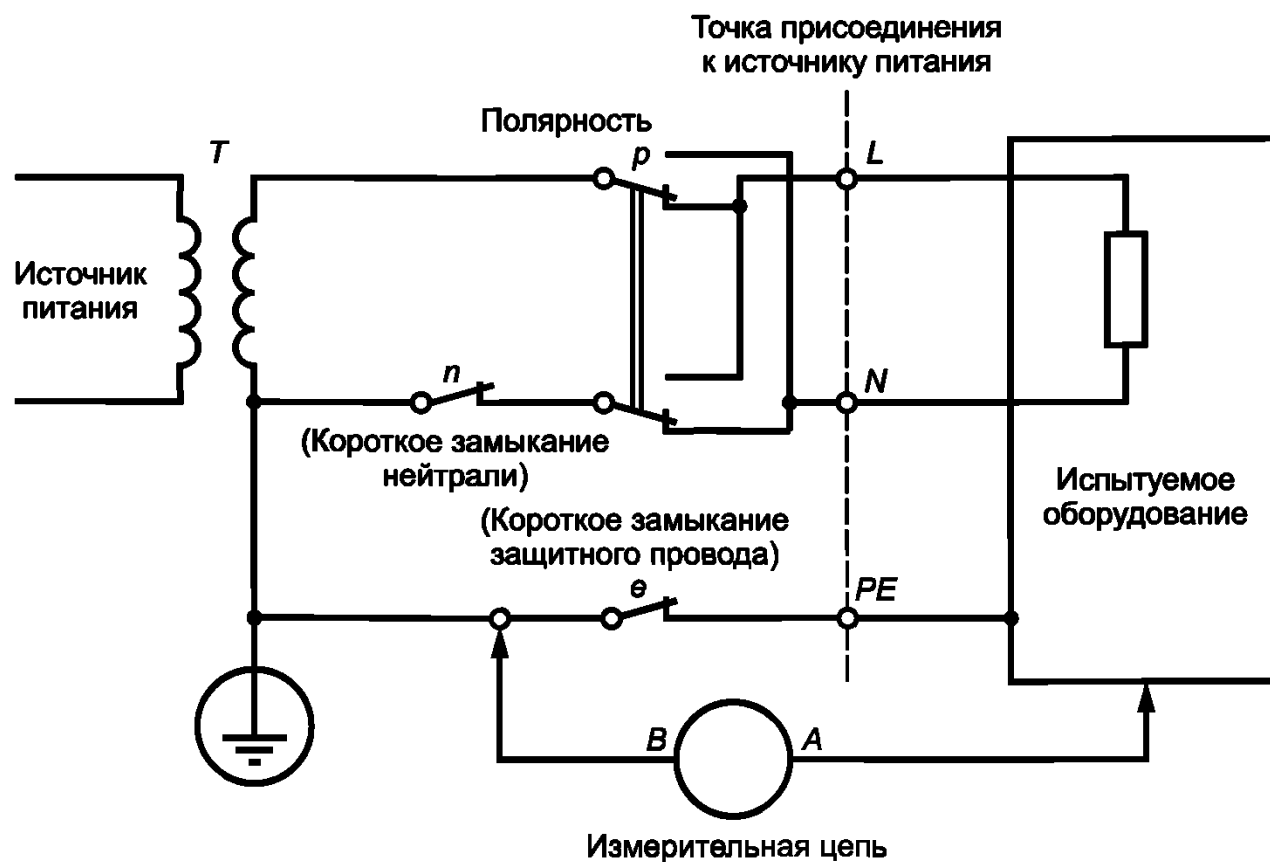 Точка присоединения
к источнику питания
Полярность
T
p
L
Источник
питания
n
N
(Короткое замыкание
нейтрали)
Испытуемое
оборудование
(Короткое замыкание
защитного провода)
e
PE
B
A
Измерительная цепь